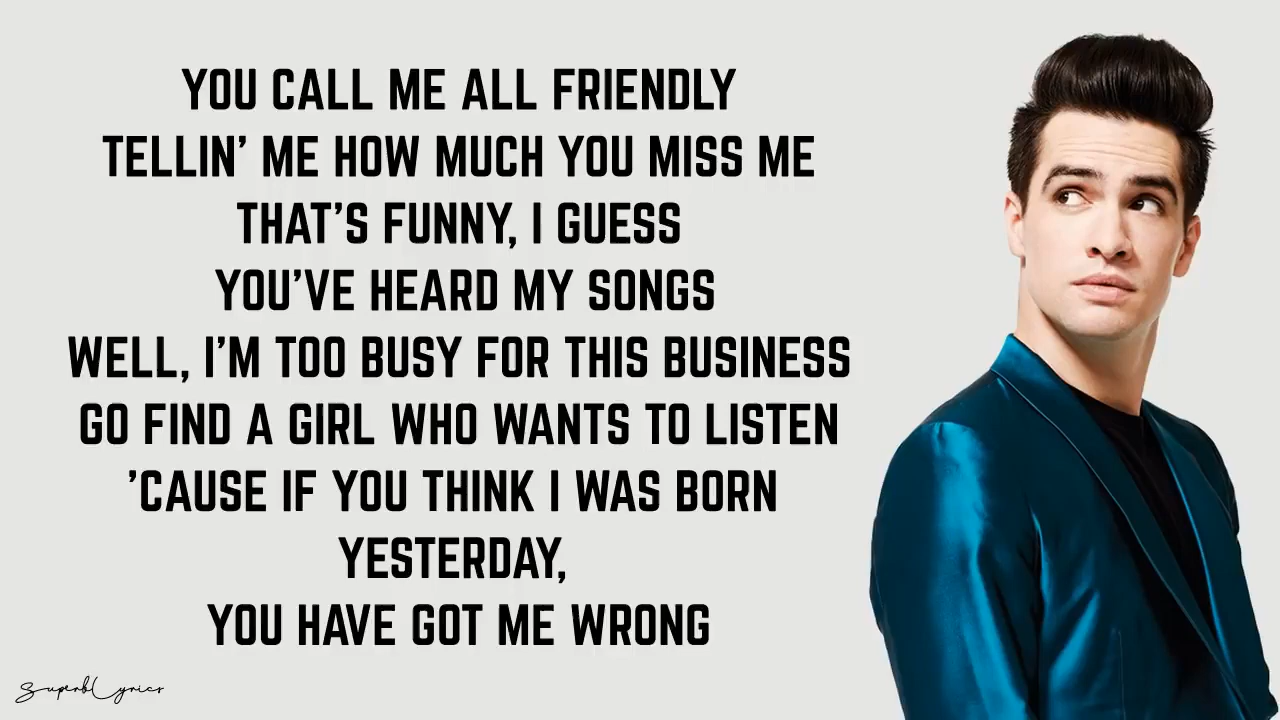 YOU CALL ME ALL FRIENDLY
TELLIN' ME HOW MUCH YOU MISS ME
THAT'S FUNNY, I GUESS
YOU'VE HEARD MY SONGS
WELL, I'M TOO BUSY FOR THIS BUSINESS
GO FIND A GIRL WHO WANTS TO LISTEN
'CAUSE IF YOU THINK I WAS BORN
YESTERDAY,
YOU HAVE GOT ME WRONG
SuperbLyrics